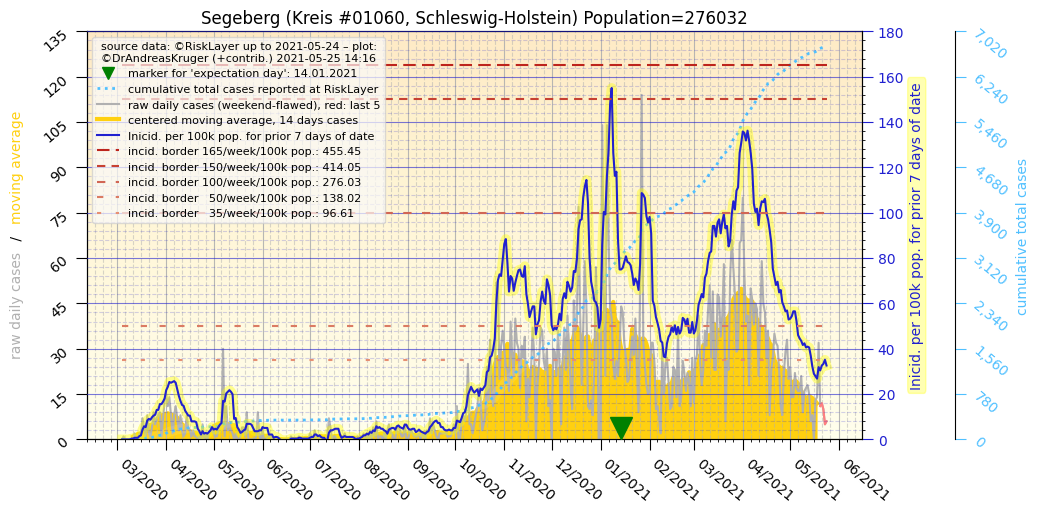 Segeberg (Kreis #01060, Schleswig-Holstein) Population=276032
source data: ©RiskLayer up to 2021-05-24 – plot:
©DrAndreasKruger (+contrib.) 2021-05-25 14:16
marker for 'expectation day': 14.01.2021
cumulative total cases reported at RiskLayer
raw daily cases (weekend-flawed), red: last 5
centered moving average, 14 days cases
Inicid. per 100k pop. for prior 7 days of date
incid. border 165/week/100k pop.: 455.45
incid. border 150/week/100k pop.: 414.05
incid. border 100/week/100k pop.: 276.03
incid. border   50/week/100k pop.: 138.02
incid. border   35/week/100k pop.: 96.61
raw daily cases   /   moving average
135
120
105
90
75
60
45
30
15
0
03/2020
04/2020
05/2020
06/2020
07/2020
08/2020
09/2020
10/2020
11/2020
12/2020
01/2021
02/2021
03/2021
04/2021
05/2021
06/2021
180
160
140
120
100
80
60
40
20
0
Inicid. per 100k pop. for prior 7 days of date
7,020
6,240
5,460
4,680
3,900
3,120
2,340
1,560
780
0
cumulative total cases